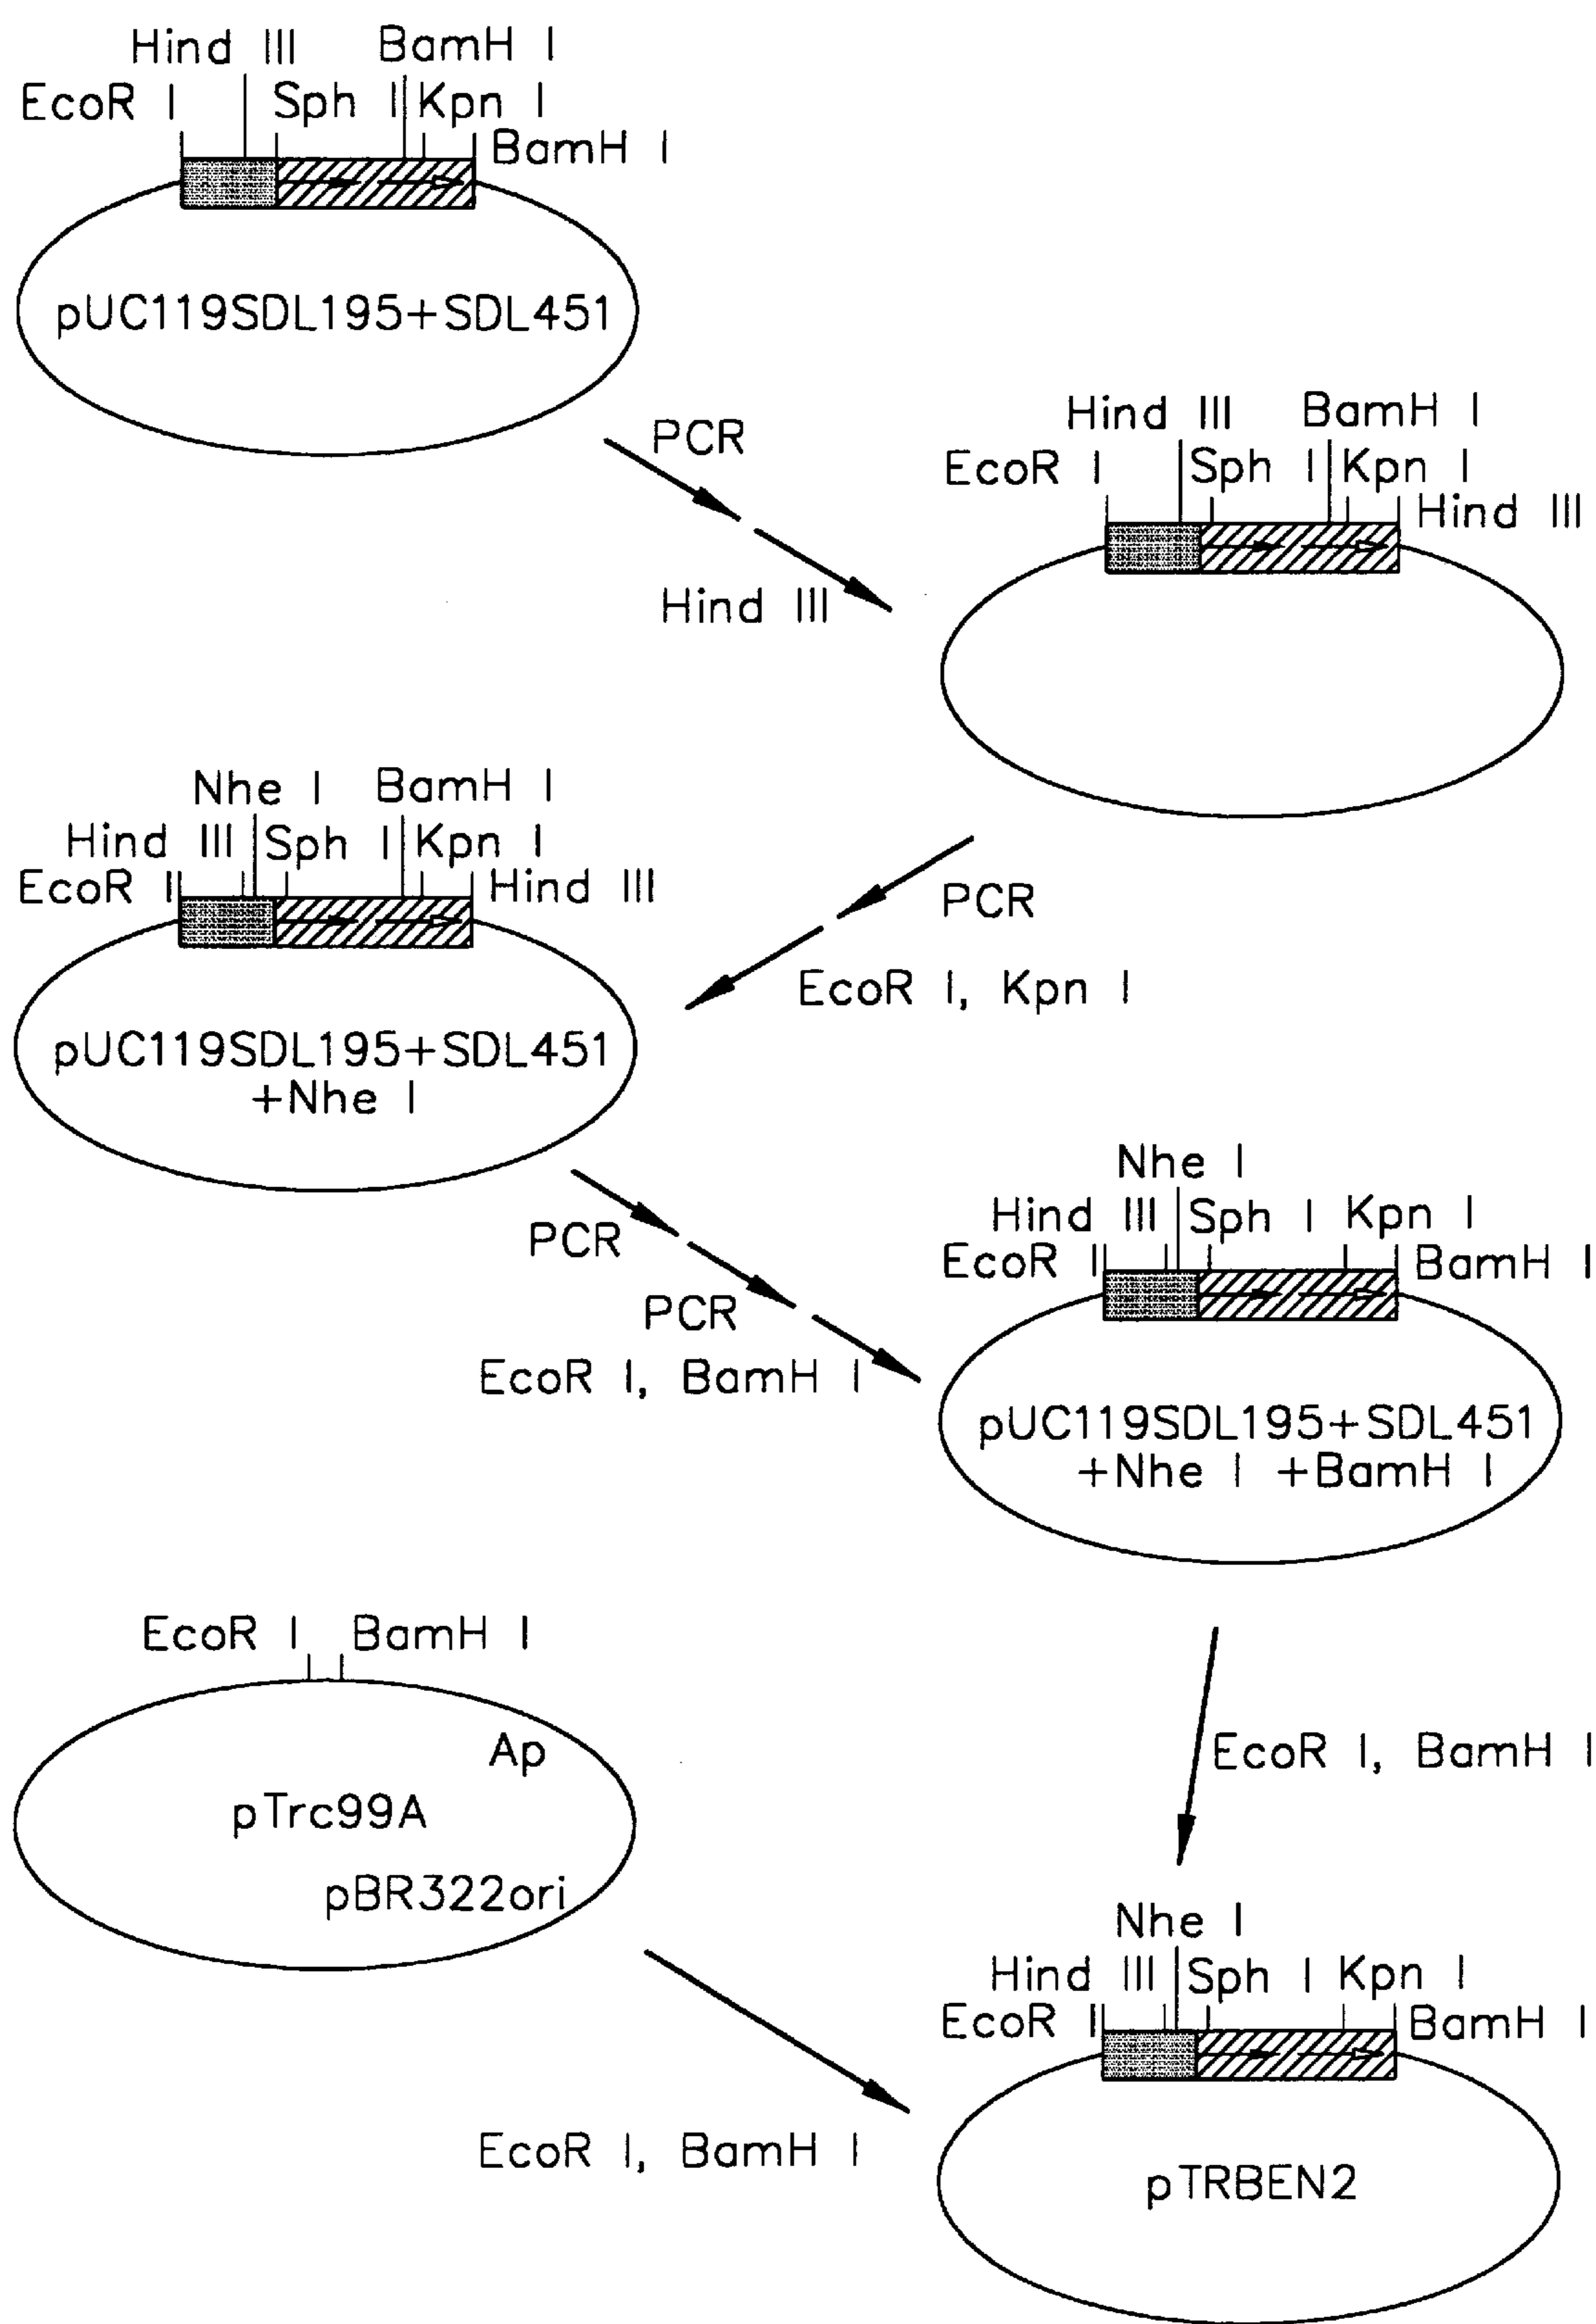 Hind III BamH I
EcoR I Sph I Kpn I
BamH I
pUC119SDL195+SDL451
PCR
Hind III
Hind III BamH I
EcoR I Sph I Kpn I
Hind III
Nhe I BamH I
Hind III Sph I Kpn I
EcoR I Hind III
PCR
EcoR I, Kpn I
pUC119SDL195+SDL451
+Nhe I
PCR
PCR
EcoR I, BamH I
Nhe I
Hind III Sph I Kpn I
EcoR I BamH I
pUC119SDL195+SDL451
+Nhe I +BamH I
EcoR I BamH I
Ap
pTrc99A
pBR322ori
EcoR I, BamH I
EcoR I, BamH I
Nhe I
Hind III Sph I Kpn I
EcoR I BamH I
pTRBEN2